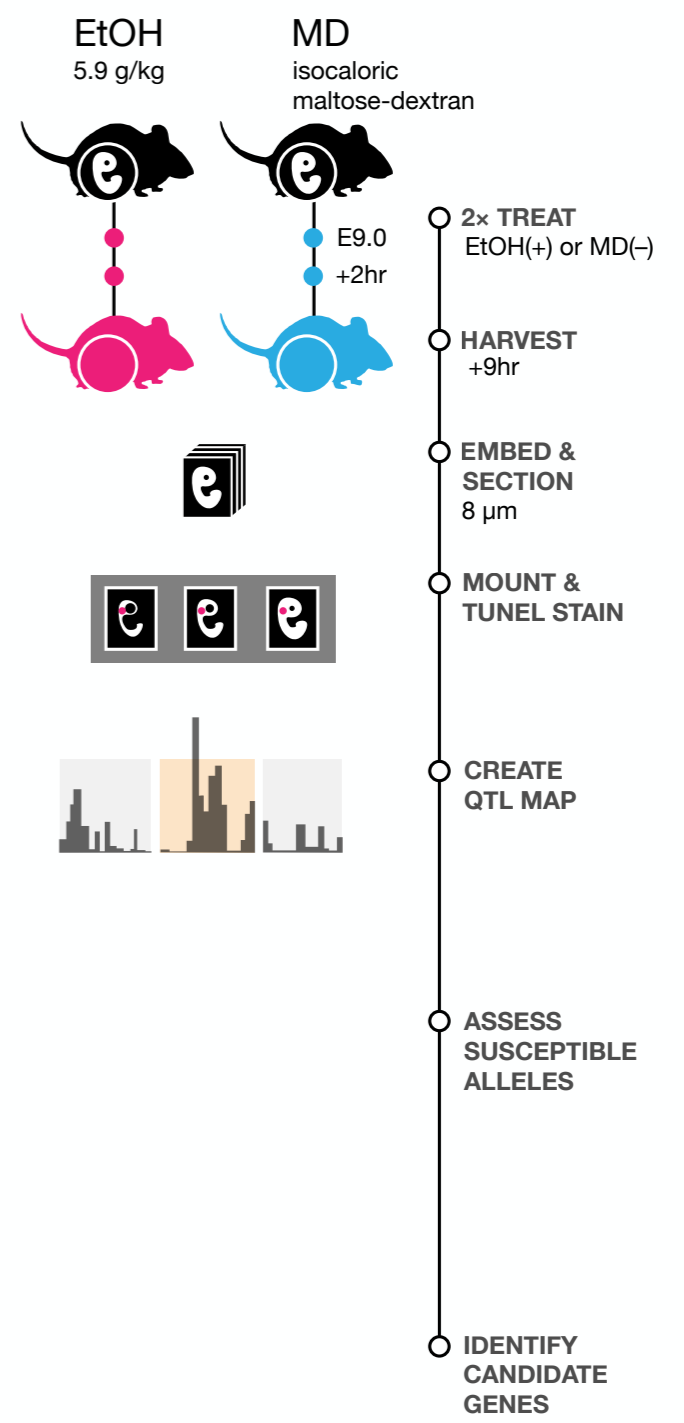 EtOH
5.9 g/kg
MD
isocaloric
maltose-dextran
E9.0
+2hr
2× TREAT
EtOH(+) or MD(–)
HARVEST
+9hr
EMBED &
SECTION
8 µm
MOUNT &
TUNEL STAIN
CREATE
QTL MAP
ASSESS
SUSCEPTIBLE
ALLELES
IDENTIFY
CANDIDATE
GENES